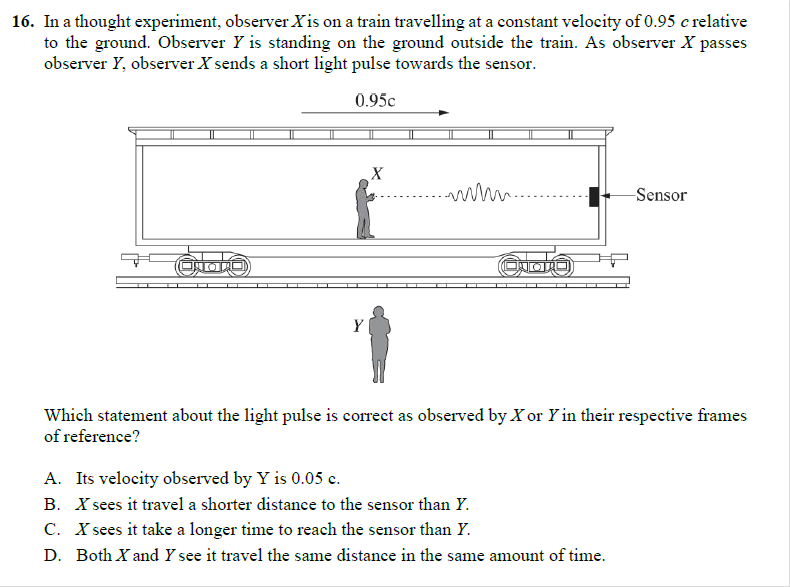 16. In a thought experiment, observer X is on a train travelling at a constant velocity of 0.95 c relative
to the ground. Observer Y is standing on the ground outside the train. As observer X passes
observer Y, observer X sends a short light pulse towards the sensor.
0.95c
X
Sensor
Y
Which statement about the light pulse is correct as observed by X or Y in their respective frames
of reference?
A. Its velocity observed by Y is 0.05 c.
B. X sees it travel a shorter distance to the sensor than Y.
C. X sees it take a longer time to reach the sensor than Y.
D. Both X and Y see it travel the same distance in the same amount of time.